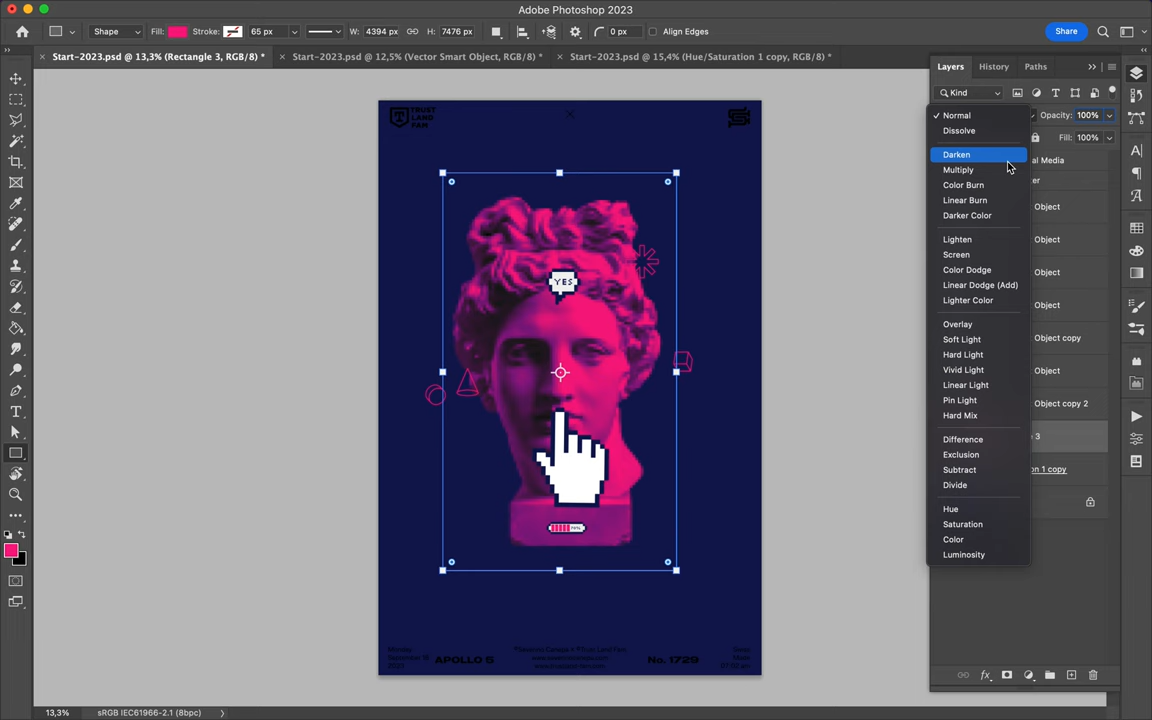 Adobe Photoshop 2023
Shape
Fill:
Stroke:
65 px
W: 4394 px
H: 7476 px
0 px
Align Edges
Share
Start-2023.psd @ 13,3% (Rectangle 3, RGB/8) *
Start-2023.psd @ 12,5% (Vector Smart Object, RGB/8) *
Start-2023.psd @ 15,4% (Hue/Saturation 1 copy, RGB/8) *
Layers
History
Paths
Kind
Normal
Opacity: 100%
Dissolve
Fill: 100%
Darken
Multiply
Color Burn
Linear Burn
Darker Color
Lighten
Screen
Color Dodge
Linear Dodge (Add)
Lighter Color
Overlay
Soft Light
Hard Light
Vivid Light
Linear Light
Pin Light
Hard Mix
Difference
Exclusion
Subtract
Divide
Hue
Saturation
Color
Luminosity
al Media
er
Object
Object
Object
Object
Object copy
Object
Object copy 2
3
on 1 copy
TRUST
LAND
FAN
YES
Monday
APOLLO 5
No. 1729
13,3%
sRGB IEC61966-2.1 (8bpc)